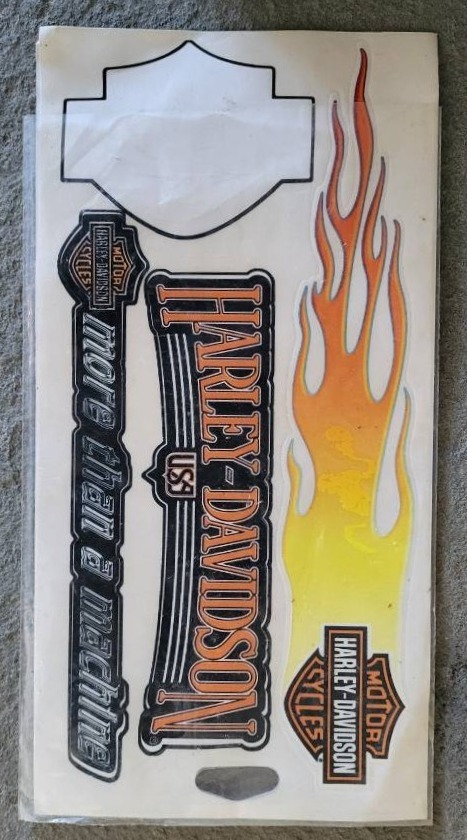 MOTOR
HARLEY-DAVIDSON
CYCLES
more than a machine
HARLEY-DAVIDSON
USA
MOTOR
HARLEY-DAVIDSON
CYCLES